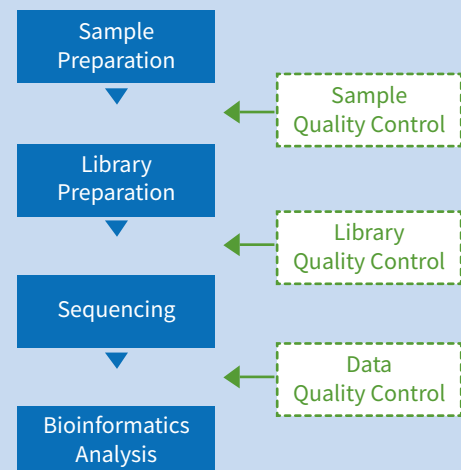 Sample
Preparation
Sample
Quality Control
Library
Preparation
Library
Quality Control
Sequencing
Data
Quality Control
Bioinformatics
Analysis